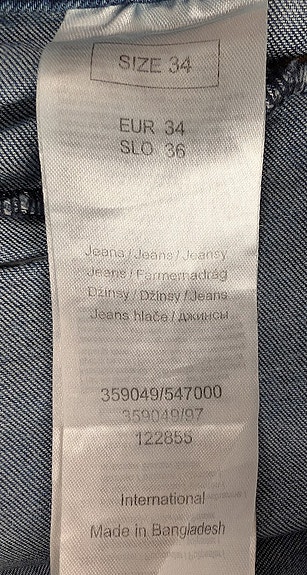 SIZE 34
EUR 34
SLO 36
Jeans / Jeans / Jeansy
Jeans / Farmernadrág
Džínsy / Džinsy / Jeans
Jeans hlače / джинсы
359049/547000
359049/97
122855
International
Made in Bangladesh